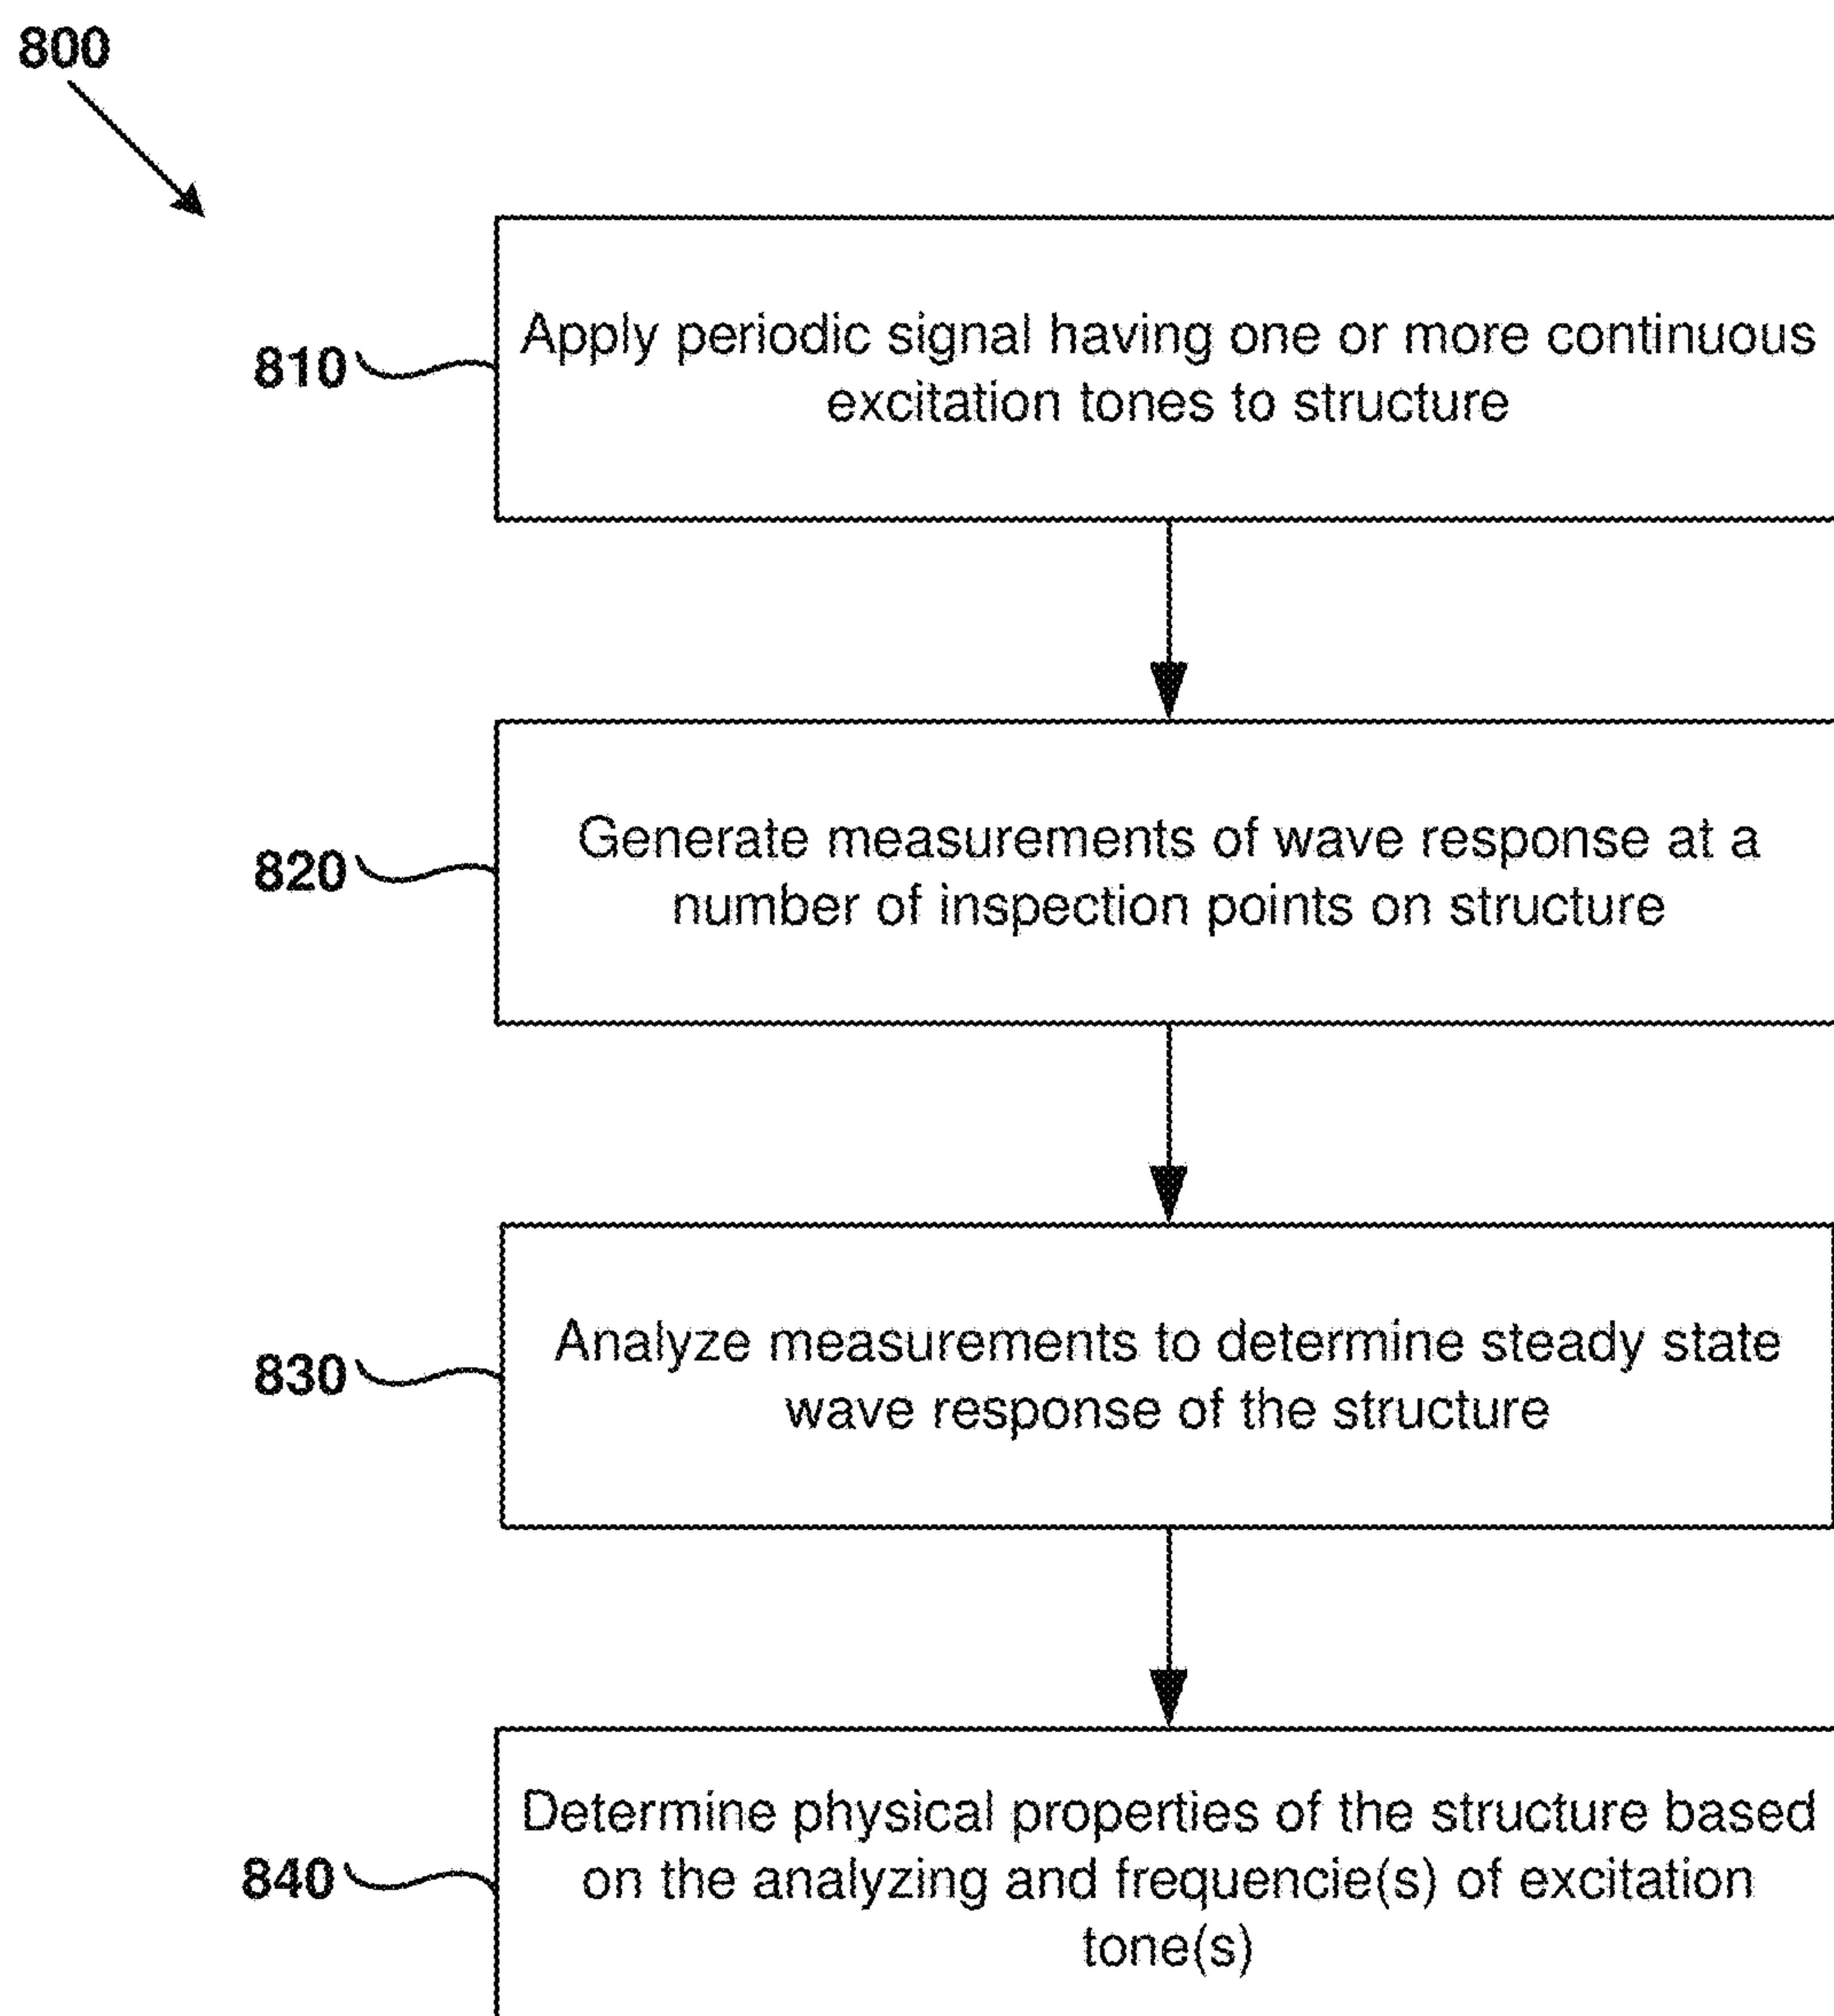 800
810
Apply periodic signal having one or more continuous
excitation tones to structure
820
Generate measurements of wave response at a
number of inspection points on structure
830
Analyze measurements to determine steady state
wave response of the structure
840
Determine physical properties of the structure based
on the analyzing and frequencie(s) of excitation
tone(s)